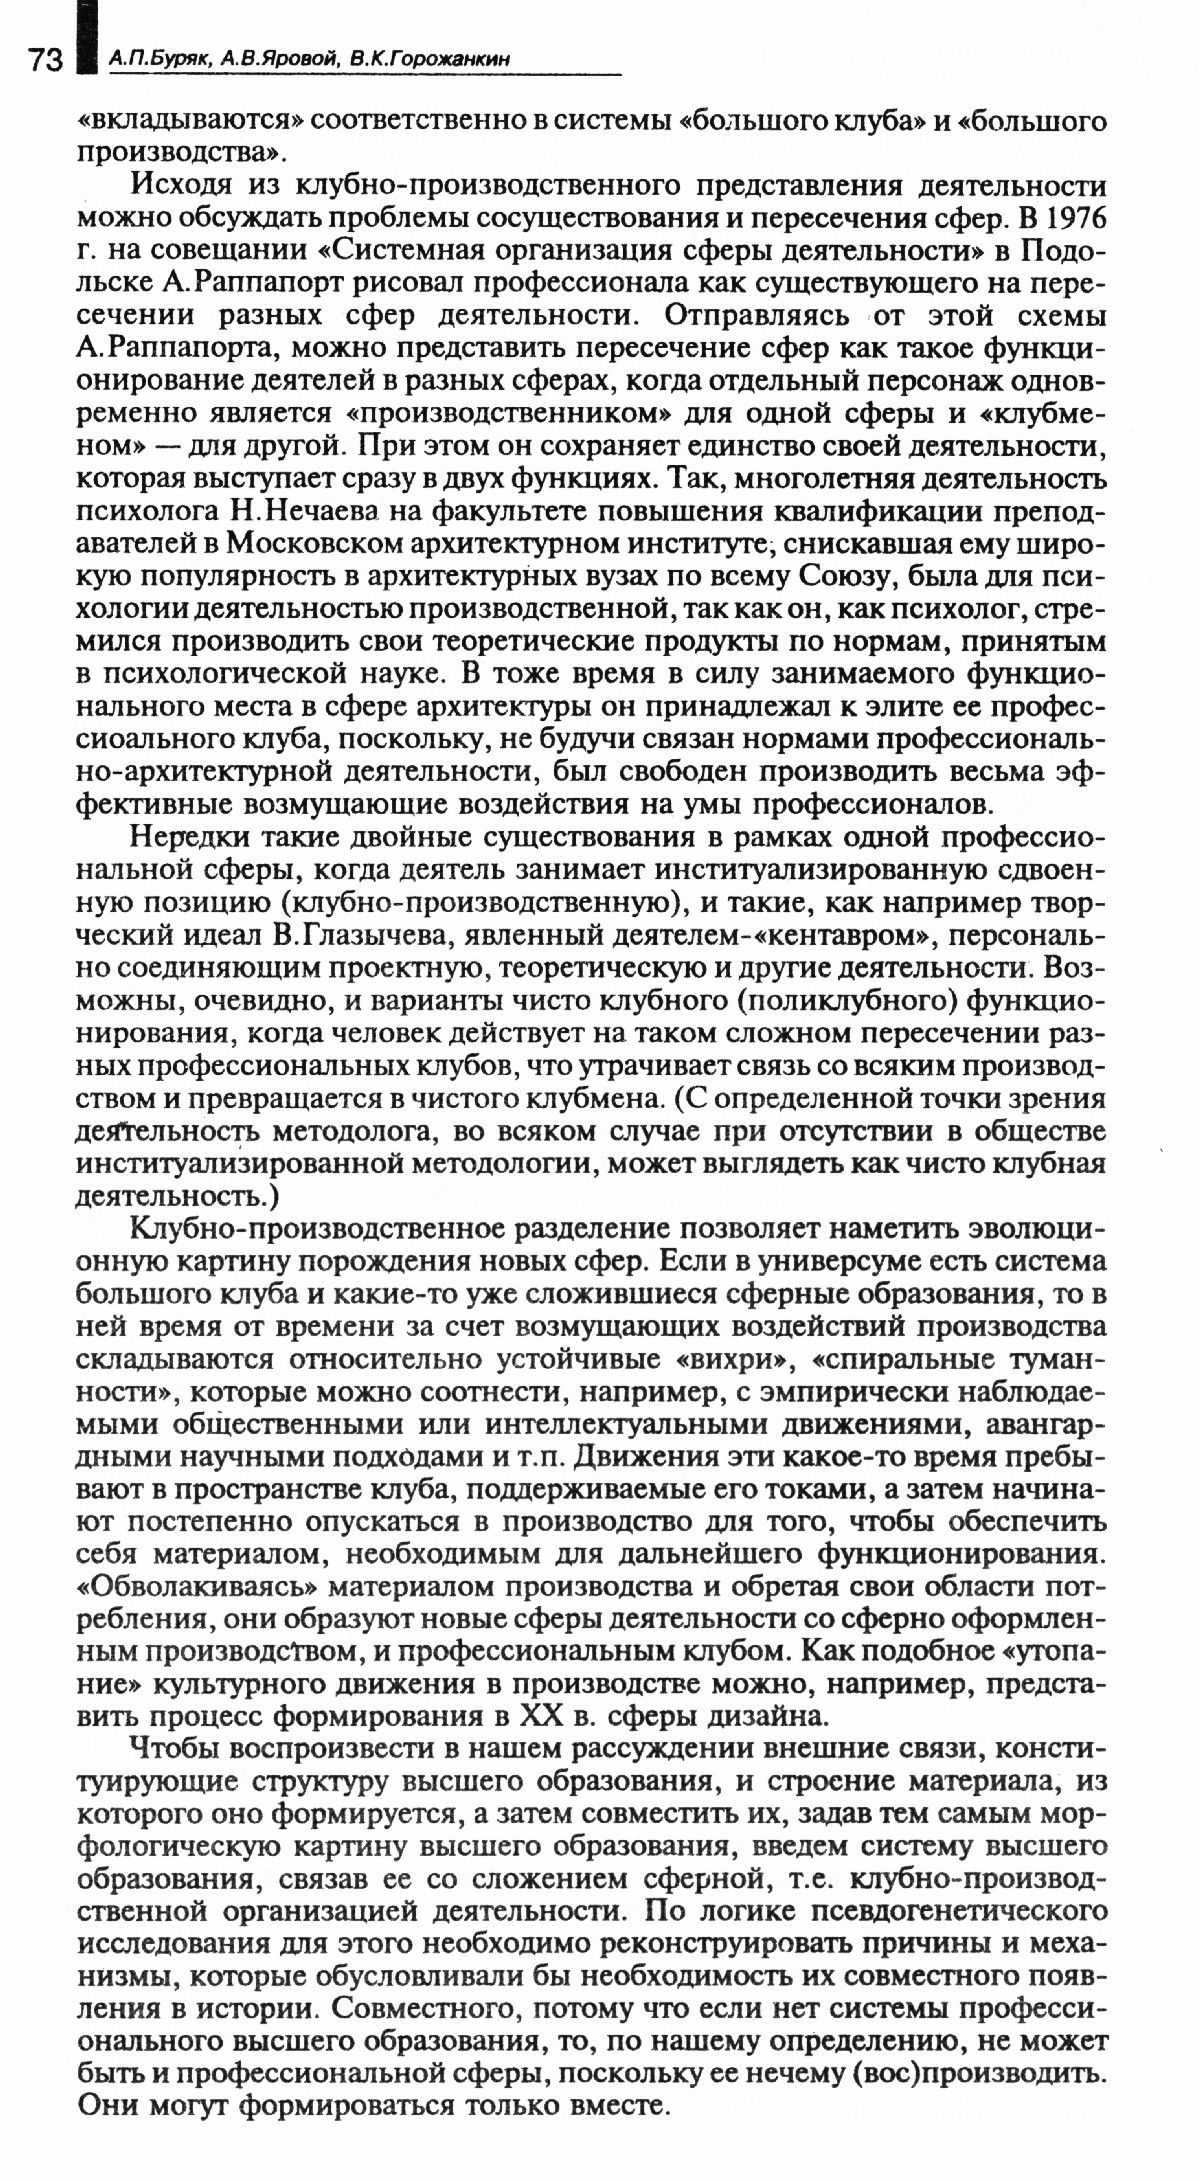 73
А.П.Буряк, А.В.Яровой, В.К.Горожанкин
«вкладываются» соответственно в системы «большого клуба» и «большого
производства».
Исходя из клубно-производственного представления деятельности
можно обсуждать проблемы сосуществования и пересечения сфер. В 1976
г. на совещании «Системная организация сферы деятельности» в Подо-
льске А.Раппапорт рисовал профессионала как существующего на пере-
сечении разных сфер деятельности. Отправляясь от этой схемы
А.Раппапорта, можно представить пересечение сфер как такое функци-
онирование деятелей в разных сферах, когда отдельный персонаж однов-
ременно является «производственником» для одной сферы и «клубме-
ном» — для другой. При этом он сохраняет единство своей деятельности,
которая выступает сразу в двух функциях. Так, многолетняя деятельность
психолога Н.Нечаева на факультете повышения квалификации препод-
авателей в Московском архитектурном институте, снискавшая ему широ-
кую популярность в архитектурных вузах по всему Союзу, была для пси-
хологии деятельностью производственной, так как он, как психолог, стре-
мился производить свои теоретические продукты по нормам, принятым
в психологической науке. В тоже время в силу занимаемого функцио-
нального места в сфере архитектуры он принадлежал к элите ее профес-
сиоального клуба, поскольку, не будучи связан нормами профессиональ-
но-архитектурной деятельности, был свободен производить весьма эф-
фективные возмущающие воздействия на умы профессионалов.
Нередки такие двойные существования в рамках одной профессио-
нальной сферы, когда деятель занимает институализированную сдвоен-
ную позицию (клубно-производственную), и такие, как например твор-
ческий идеал В.Глазычева, явленный деятелем-«кентавром», персональ-
но соединяющим проектную, теоретическую и другие деятельности. Воз-
можны, очевидно, и варианты чисто клубного (поликлубного) функцио-
нирования, когда человек действует на таком сложном пересечении раз-
ных профессиональных клубов, что утрачивает связь со всяким производ-
ством и превращается в чистого клубмена. (С определенной точки зрения
деятельность методолога, во всяком случае при отсутствии в обществе
институализированной методологии, может выглядеть как чисто клубная
деятельность.)
Клубно-производственное разделение позволяет наметить эволюци-
онную картину порождения новых сфер. Если в универсуме есть система
большого клуба и какие-то уже сложившиеся сферные образования, то в
ней время от времени за счет возмущающих воздействий производства
складываются относительно устойчивые «вихри», «спиральные туман-
ности», которые можно соотнести, например, с эмпирически наблюдае-
мыми общественными или интеллектуальными движениями, авангар-
дными научными подходами и т.п. Движения эти какое-то время пребы-
вают в пространстве клуба, поддерживаемые его токами, а затем начина-
ют постепенно опускаться в производство для того, чтобы обеспечить
себя материалом, необходимым для дальнейшего функционирования.
«Обволакиваясь» материалом производства и обретая свои области пот-
ребления, они образуют новые сферы деятельности со сферно оформлен-
ным производством, и профессиональным клубом. Как подобное «утопа-
ние» культурного движения в производстве можно, например, предста-
вить процесс формирования в XX в. сферы дизайна.
Чтобы воспроизвести в нашем рассуждении внешние связи, консти-
туирующие структуру высшего образования, и строение материала, из
которого оно формируется, а затем совместить их, задав тем самым мор-
фологическую картину высшего образования, введем систему высшего
образования, связав ее со сложением сферной, т.е. клубно-производ-
ственной организацией деятельности. По логике псевдогенетического
исследования для этого необходимо реконструировать причины и меха-
низмы, которые обусловливали бы необходимость их совместного появ-
ления в истории. Совместного, потому что если нет системы професси-
онального высшего образования, то, по нашему определению, не может
быть и профессиональной сферы, поскольку ее нечему (вос)производить.
Они могут формироваться только вместе.